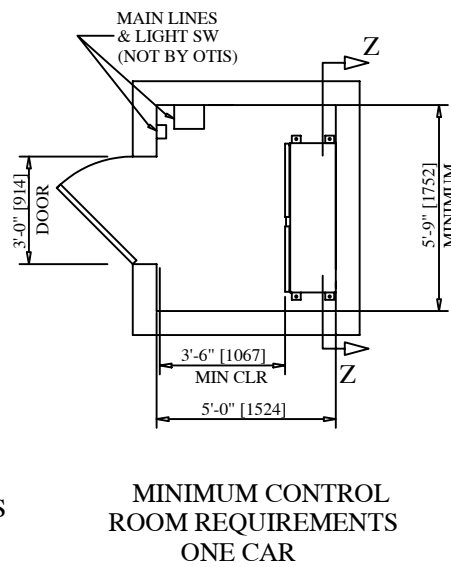 MAIN LINES
& LIGHT SW
(NOT BY OTIS)
Z
3'-0" [914]
DOOR
5'-9" [1752]
MINIMUM
3'-6" [1067]
MIN CLR
Z
5'-0" [1524]
S
MINIMUM CONTROL
ROOM REQUIREMENTS
ONE CAR